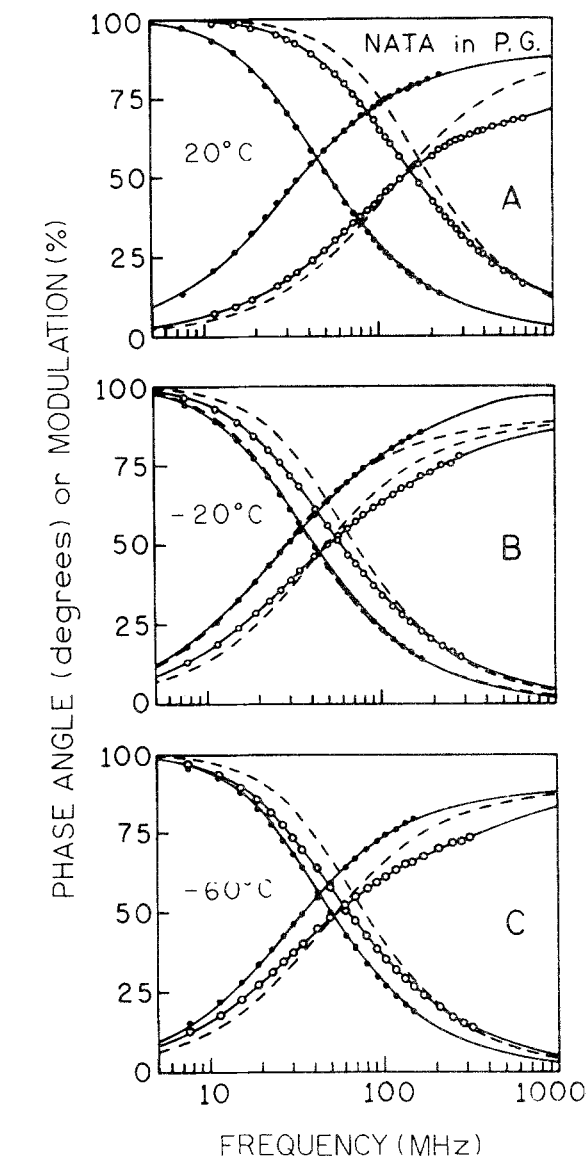 PHASE ANGLE (degrees) or MODULATION (%)
100
75
50
25
0
NATA in P.G.
20°C
A
100
75
50
25
0
-20°C
B
100
75
50
25
0
-60°C
C
10
100
1000
FREQUENCY (MHz)